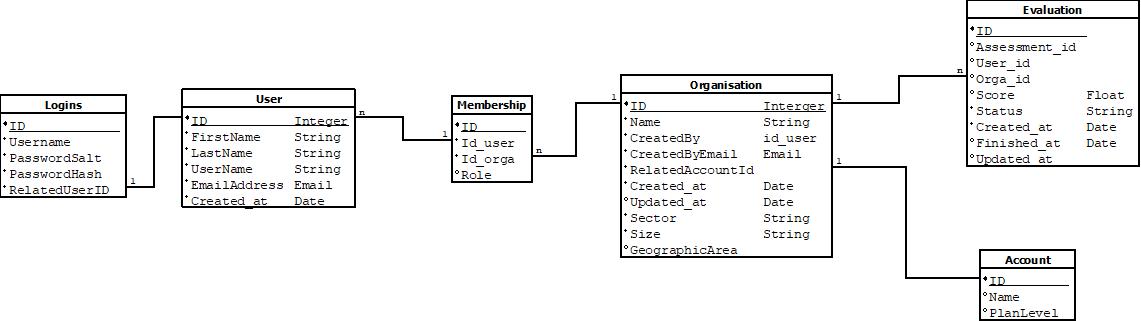 Logins
ID
Username
PasswordSalt
PasswordHash
RelatedUserID
1
User
ID Integer
FirstName String
LastName String
UserName String
EmailAddress Email
Created_at Date
n
1
Membership
ID
Id_user
Id_orga
Role
n
1
Organisation
ID Interger
Name String
CreatedBy id_user
CreatedByEmail Email
RelatedAccountId
Created_at Date
Updated_at Date
Sector String
Size String
GeographicArea
1
n
1
Evaluation
ID
Assessment_id
User_id
Orga_id
Score Float
Status String
Created_at Date
Finished_at Date
Updated_at
Account
ID
Name
PlanLevel